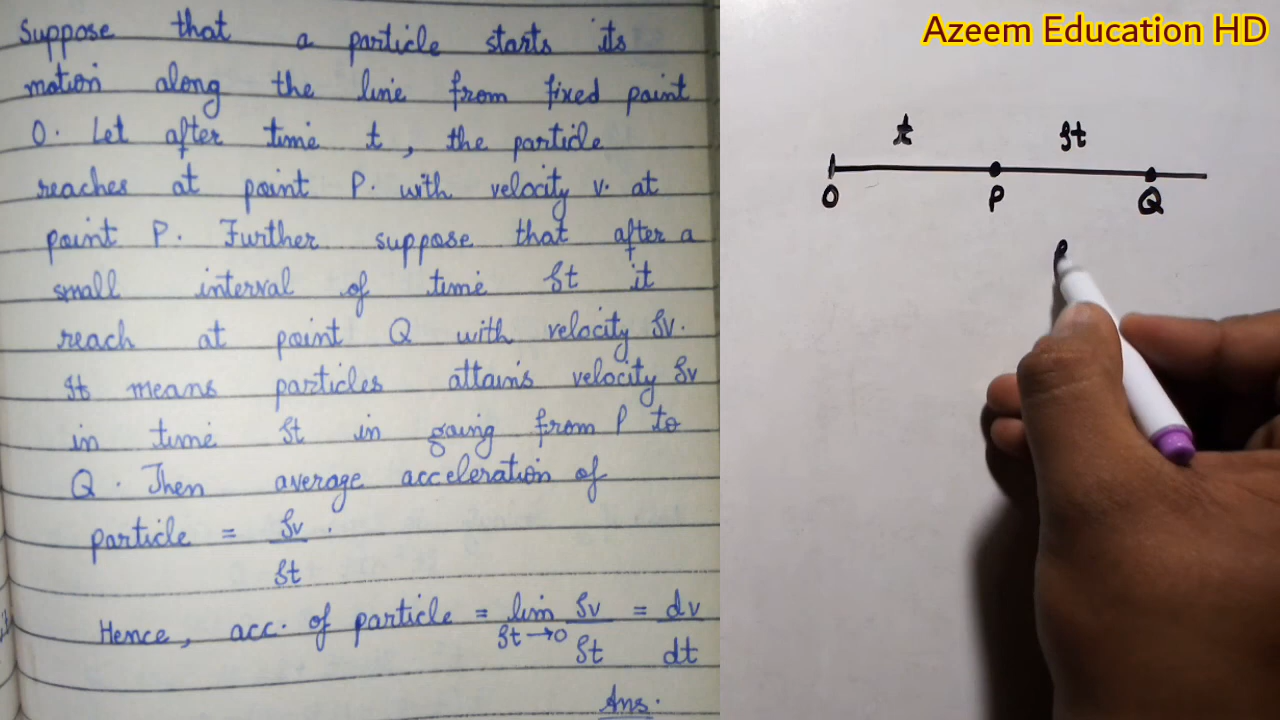 Suppose that a particle starts its
motion along the line from fixed point
O. Let after time t, the particle
reaches at point P. with velocity v. at
point P. Further suppose that after a
small interval of time δt it
reach at point Q with velocity δv.
It means particles attains velocity δv
in time δt in going from P to
Q. Then average acceleration of
particle = δv/δt.
Hence, acc. of particle = lim δt→0 δv/δt = dv/dt
Ans.
Azeem Education HD
t δt
O P Q